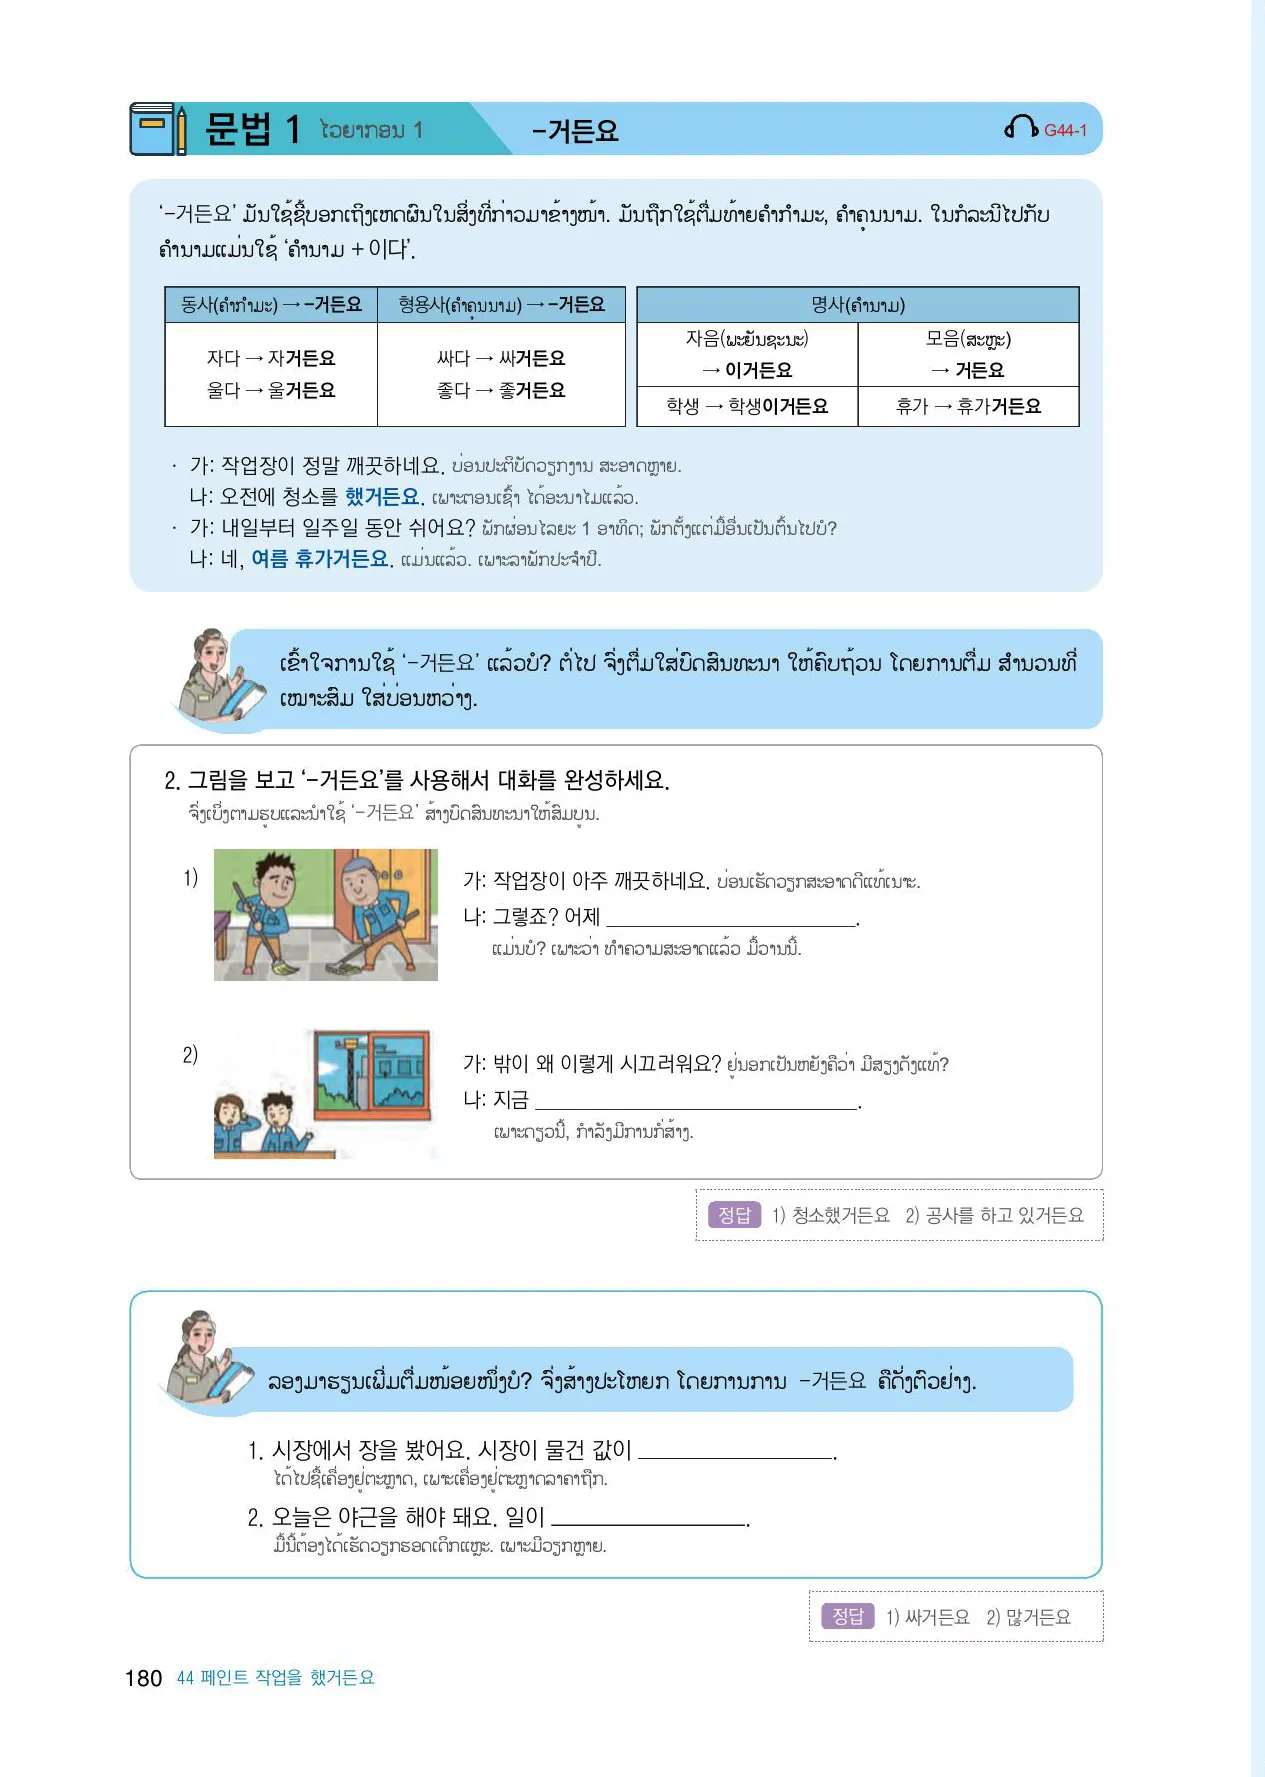 문법 1 ໄວຍາກອນ 1 -거든요 G44-1
‘-거든요’ ມັນໃຊ້ຊີ້ບອກເຖິງເຫດຜົນໃນສິ່ງທີ່ກ່າວມາຂ້າງໜ້າ. ມັນຖືກໃຊ້ຕື່ມທ້າຍຄຳກຳມະ, ຄຳຄຸນນາມ. ໃນກໍລະນີໄປກັບ
ຄຳນາມແມ່ນໃຊ້ ‘ຄຳນາມ + 이다’.
동사(ຄຳກຳມະ) → -거든요 형용사(ຄຳຄຸນນາມ) → -거든요
자다 → 자거든요 싸다 → 싸거든요
울다 → 울거든요 좋다 → 좋거든요
명사(ຄຳນາມ)
자음(ພະຍັນຊະນະ) 모음(ສະຫຼະ)
→ 이거든요 → 거든요
학생 → 학생이거든요 휴가 → 휴가거든요
· 가: 작업장이 정말 깨끗하네요. ບ່ອນປະຕິບັດວຽກງານ ສະອາດຫຼາຍ.
나: 오전에 청소를 했거든요. ເພາະຕອນເຊົ້າ ໄດ້ອະນາໄມແລ້ວ.
· 가: 내일부터 일주일 동안 쉬어요? ພັກຜ່ອນໄລຍະ 1 ອາທິດ; ພັກຕັ້ງແຕ່ມື້ອື່ນເປັນຕົ້ນໄປບໍ?
나: 네, 여름 휴가거든요. ແມ່ນແລ້ວ. ເພາະລາພັກປະຈຳປີ.
ເຂົ້າໃຈການໃຊ້ ‘-거든요’ ແລ້ວບໍ? ຕໍ່ໄປ ຈົ່ງຕື່ມໃສ່ບົດສົນທະນາ ໃຫ້ຄົບຖ້ວນ ໂດຍການຕື່ມ ສຳນວນທີ່
ເໝາະສົມ ໃສ່ບ່ອນຫວ່າງ.
2. 그림을 보고 ‘-거든요’를 사용해서 대화를 완성하세요.
ຈົ່ງເບິ່ງຕາມຮູບແລະນຳໃຊ້ ‘-거든요’ ສ້າງບົດສົນທະນາໃຫ້ສົມບູນ.
1)
가: 작업장이 아주 깨끗하네요. ບ່ອນເຮັດວຽກສະອາດດີແທ້ເນາະ.
나: 그렇죠? 어제 ____________________.
ແມ່ນບໍ? ເພາະວ່າ ທຳຄວາມສະອາດແລ້ວ ມື້ວານນີ້.
2)
가: 밖이 왜 이렇게 시끄러워요? ຢູ່ນອກເປັນຫຍັງຄືວ່າ ມີສຽງດັງແທ້?
나: 지금 __________________________.
ເພາະດຽວນີ້, ກຳລັງມີການກໍ່ສ້າງ.
정답 1) 청소했거든요 2) 공사를 하고 있거든요
ລອງມາຮຽນເພີ່ມຕື່ມໜ້ອຍໜຶ່ງບໍ? ຈົ່ງສ້າງປະໂຫຍກ ໂດຍການການ -거든요 ຄືດັ່ງຕົວຢ່າງ.
1. 시장에서 장을 봤어요. 시장이 물건 값이 ________________.
ໄດ້ໄປຊື້ເຄື່ອງຢູ່ຕະຫຼາດ, ເພາະເຄື່ອງຢູ່ຕະຫຼາດລາຄາຖືກ.
2. 오늘은 야근을 해야 돼요. 일이 ________________.
ມື້ນີ້ຕ້ອງໄດ້ເຮັດວຽກຮອດເດິກແຫຼະ. ເພາະມີວຽກຫຼາຍ.
정답 1) 싸거든요 2) 많거든요
180 44 페인트 작업을 했거든요